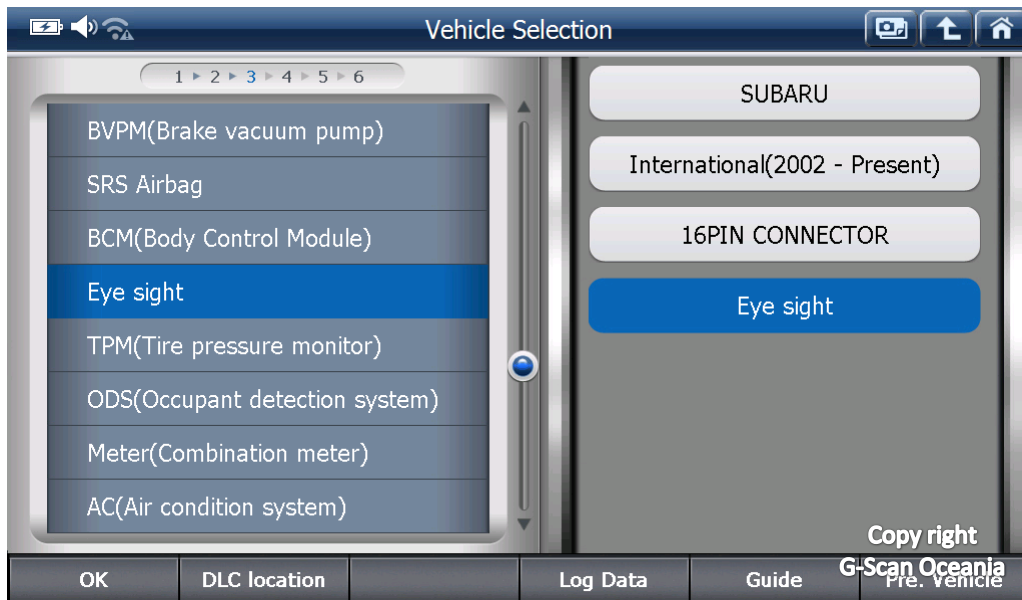 Vehicle Selection
1 ▸ 2 ▸ 3 ▸ 4 ▸ 5 ▸ 6
BVPM(Brake vacuum pump)
SRS Airbag
BCM(Body Control Module)
Eye sight
TPM(Tire pressure monitor)
ODS(Occupant detection system)
Meter(Combination meter)
AC(Air condition system)
SUBARU
International(2002 - Present)
16PIN CONNECTOR
Eye sight
Copy right
G-Scan Oceania
OK
DLC location
Log Data
Guide
Pre. Vehicle